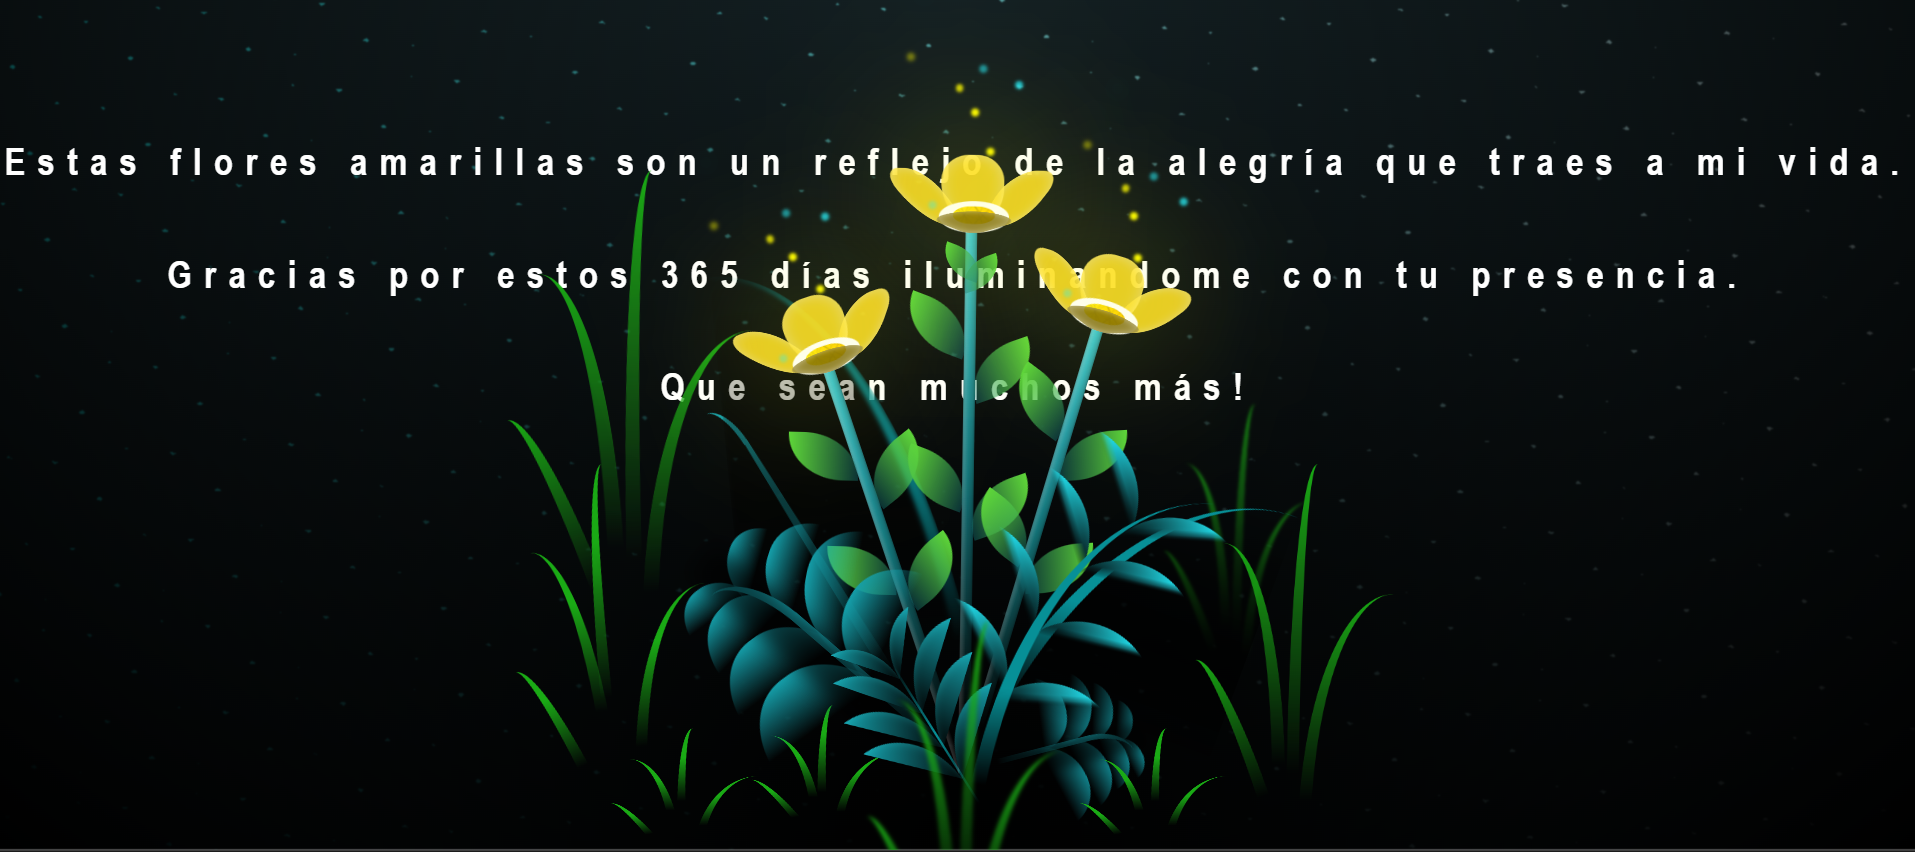 Estas flores amarillas son un reflejo de la alegría que traes a mi vida.
Gracias por estos 365 días iluminandome con tu presencia.
Que sean muchos más!